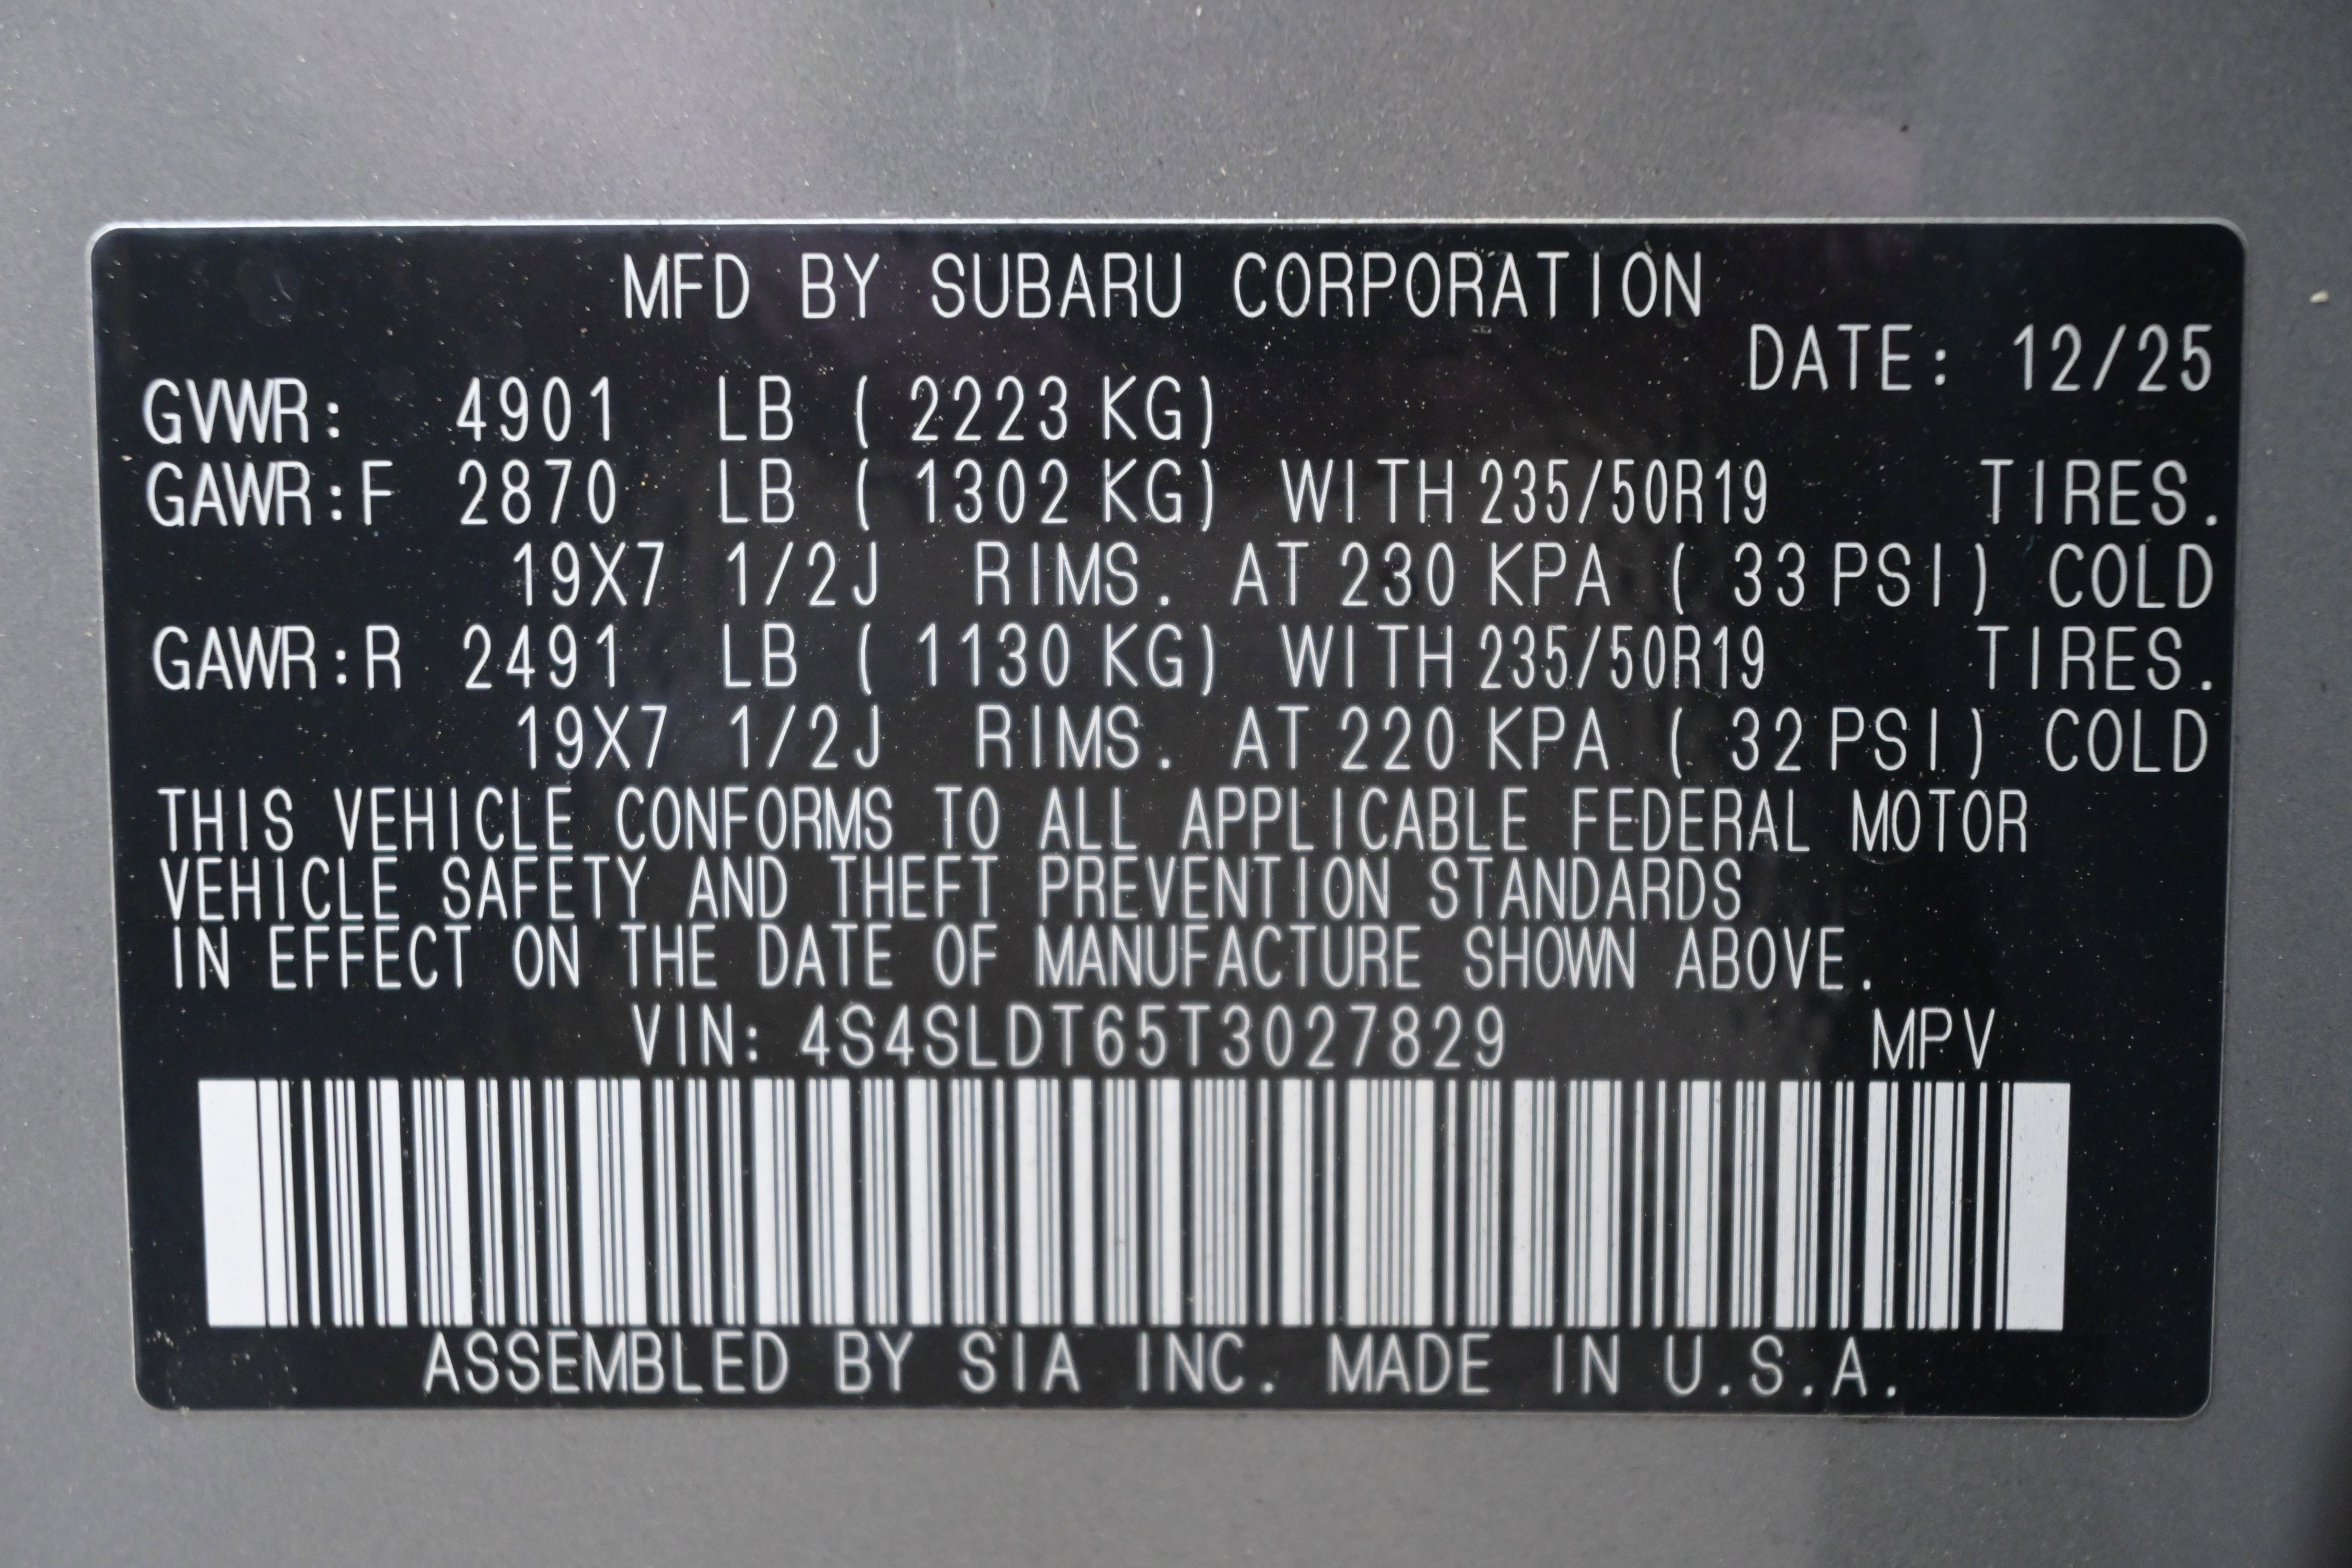 MFD BY SUBARU CORPORATION
DATE: 12/25
GVWR: 4901 LB ( 2223 KG)
GAWR:F 2870 LB ( 1302 KG) WITH 235/50R19 TIRES.
19X7 1/2J RIMS. AT 230 KPA ( 33 PSI) COLD
GAWR:R 2491 LB ( 1130 KG) WITH 235/50R19 TIRES.
19X7 1/2J RIMS. AT 220 KPA ( 32 PSI) COLD
THIS VEHICLE CONFORMS TO ALL APPLICABLE FEDERAL MOTOR
VEHICLE SAFETY AND THEFT PREVENTION STANDARDS
IN EFFECT ON THE DATE OF MANUFACTURE SHOWN ABOVE.
VIN: 4S4SLDT65T3027829 MPV
ASSEMBLED BY SIA INC. MADE IN U.S.A.